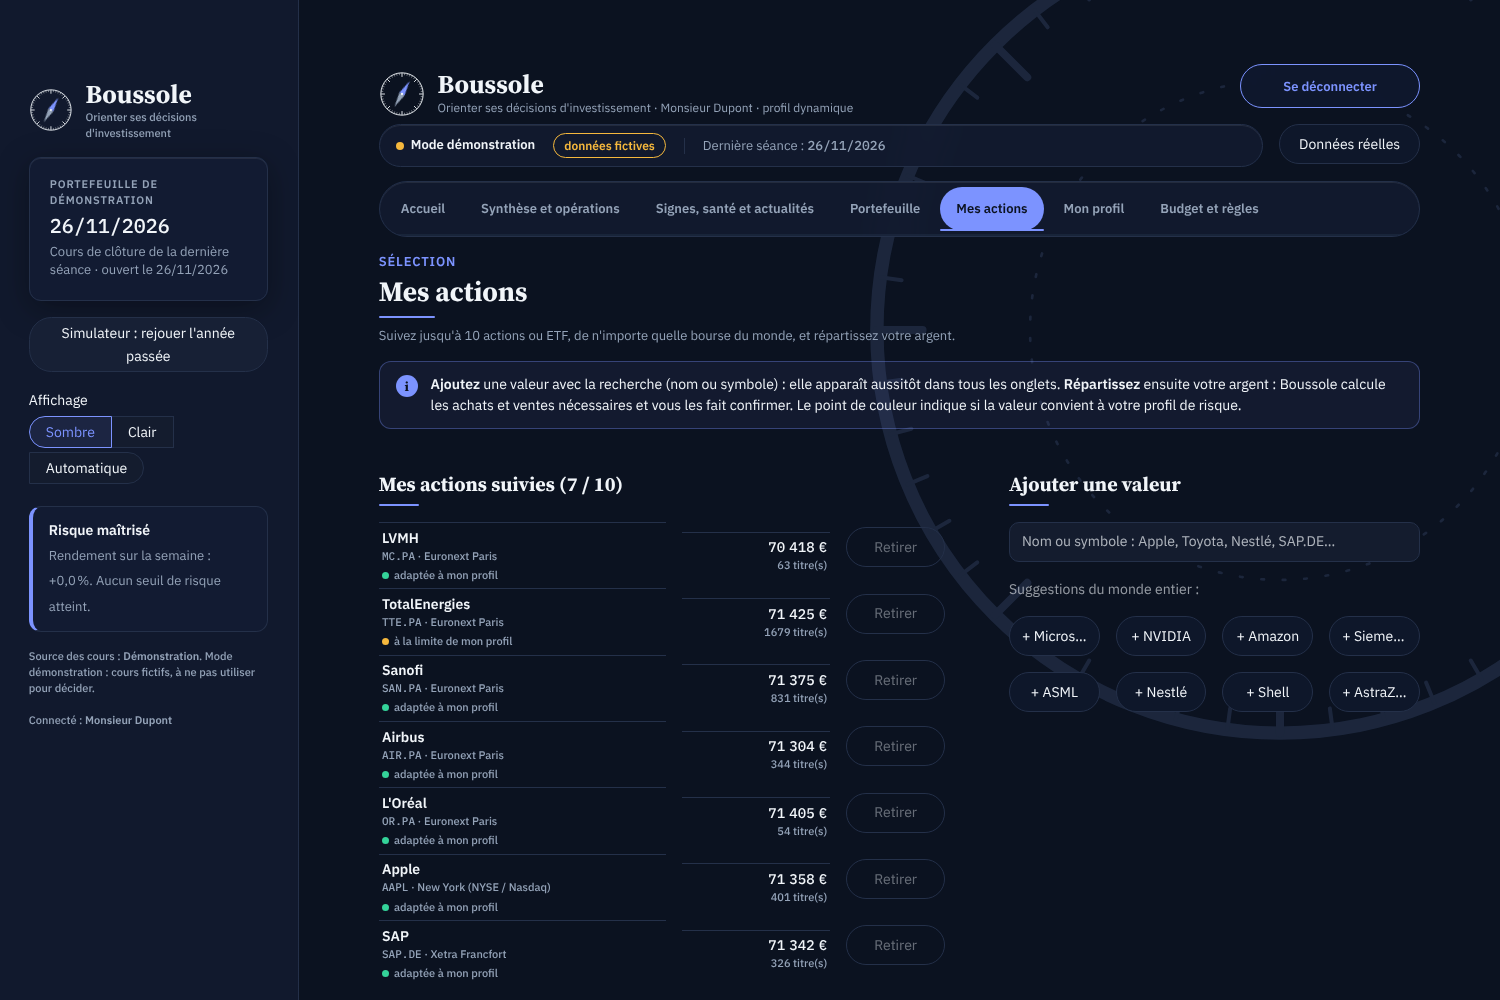 Boussole
Orienter ses décisions
d'investissement
PORTEFEUILLE DE
DÉMONSTRATION
26/11/2026
Cours de clôture de la dernière
séance · ouvert le 26/11/2026
Simulateur : rejouer l'année
passée
Affichage
Sombre Clair
Automatique
Risque maîtrisé
Rendement sur la semaine :
+0,0 %. Aucun seuil de risque
atteint.
Source des cours : Démonstration. Mode
démonstration : cours fictifs, à ne pas utiliser
pour décider.
Connecté : Monsieur Dupont
Boussole
Orienter ses décisions d'investissement · Monsieur Dupont · profil dynamique
Se déconnecter
Mode démonstration données fictives Dernière séance : 26/11/2026
Données réelles
Accueil Synthèse et opérations Signes, santé et actualités Portefeuille Mes actions Mon profil Budget et règles
SÉLECTION
Mes actions
Suivez jusqu'à 10 actions ou ETF, de n'importe quelle bourse du monde, et répartissez votre argent.
i
Ajoutez une valeur avec la recherche (nom ou symbole) : elle apparaît aussitôt dans tous les onglets. Répartissez ensuite votre argent : Boussole calcule
les achats et ventes nécessaires et vous les fait confirmer. Le point de couleur indique si la valeur convient à votre profil de risque.
Mes actions suivies (7 / 10)
LVMH
MC.PA · Euronext Paris
adaptée à mon profil
70 418 €
63 titre(s)
Retirer
TotalEnergies
TTE.PA · Euronext Paris
à la limite de mon profil
71 425 €
1679 titre(s)
Retirer
Sanofi
SAN.PA · Euronext Paris
adaptée à mon profil
71 375 €
831 titre(s)
Retirer
Airbus
AIR.PA · Euronext Paris
adaptée à mon profil
71 304 €
344 titre(s)
Retirer
L'Oréal
OR.PA · Euronext Paris
adaptée à mon profil
71 405 €
54 titre(s)
Retirer
Apple
AAPL · New York (NYSE / Nasdaq)
adaptée à mon profil
71 358 €
401 titre(s)
Retirer
SAP
SAP.DE · Xetra Francfort
adaptée à mon profil
71 342 €
326 titre(s)
Retirer
Ajouter une valeur
Nom ou symbole : Apple, Toyota, Nestlé, SAP.DE...
Suggestions du monde entier :
+ Micros... + NVIDIA + Amazon + Sieme...
+ ASML + Nestlé + Shell + AstraZ...